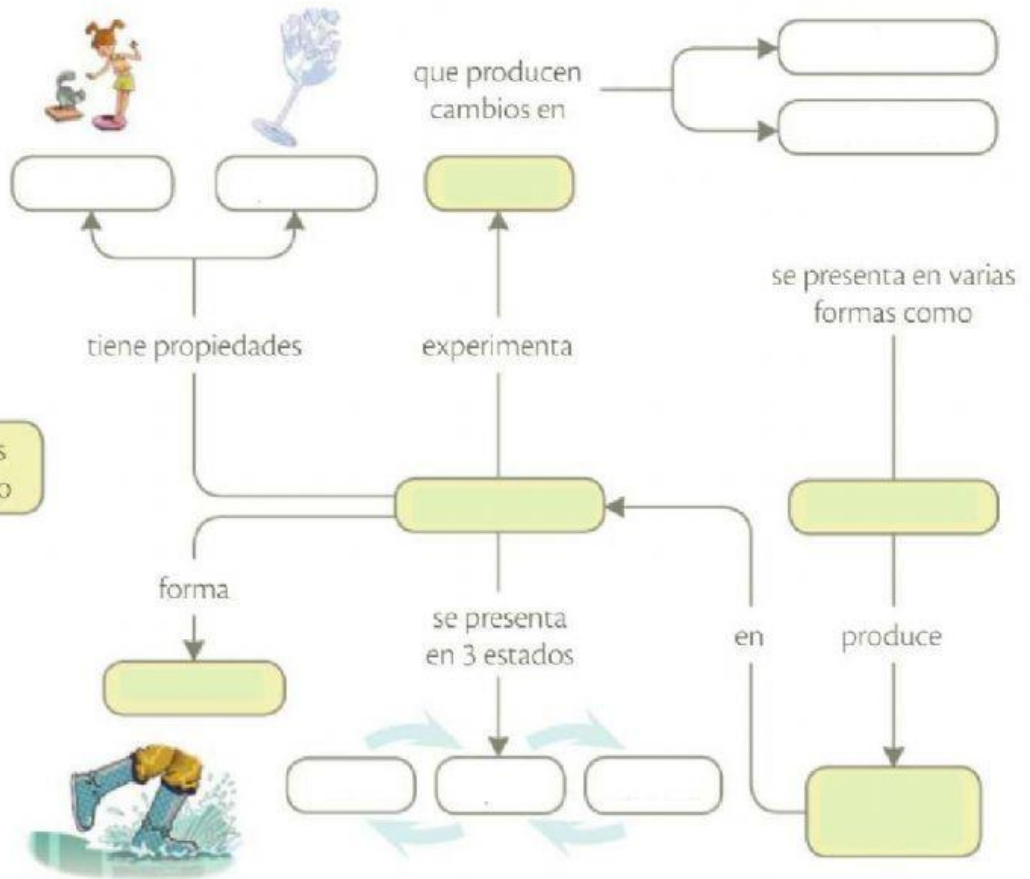 que producen
cambios en
se presenta en varias
formas como
tiene propiedades
experimenta
forma
se presenta
en 3 estados
en
produce